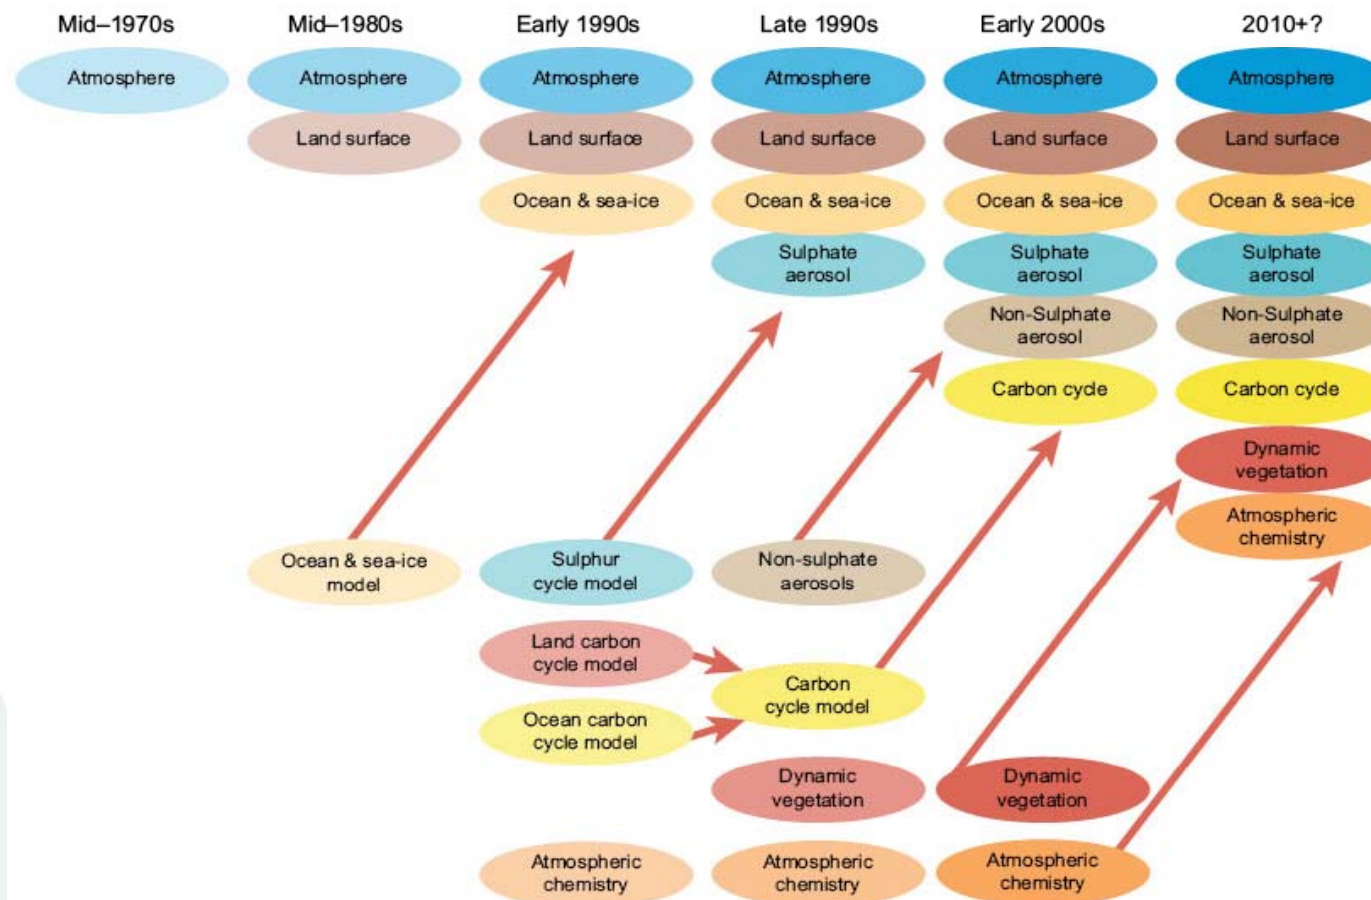 Mid–1970s
Mid–1980s
Early 1990s
Late 1990s
Early 2000s
2010+?
Atmosphere
Atmosphere
Atmosphere
Atmosphere
Atmosphere
Atmosphere
Land surface
Land surface
Land surface
Land surface
Land surface
Ocean & sea-ice
Ocean & sea-ice
Ocean & sea-ice
Ocean & sea-ice
Sulphate
aerosol
Sulphate
aerosol
Sulphate
aerosol
Non-Sulphate
aerosol
Non-Sulphate
aerosol
Carbon cycle
Carbon cycle
Dynamic
vegetation
Atmospheric
chemistry
Ocean & sea-ice
model
Sulphur
cycle model
Non-sulphate
aerosols
Land carbon
cycle model
Carbon
cycle model
Ocean carbon
cycle model
Dynamic
vegetation
Dynamic
vegetation
Atmospheric
chemistry
Atmospheric
chemistry
Atmospheric
chemistry